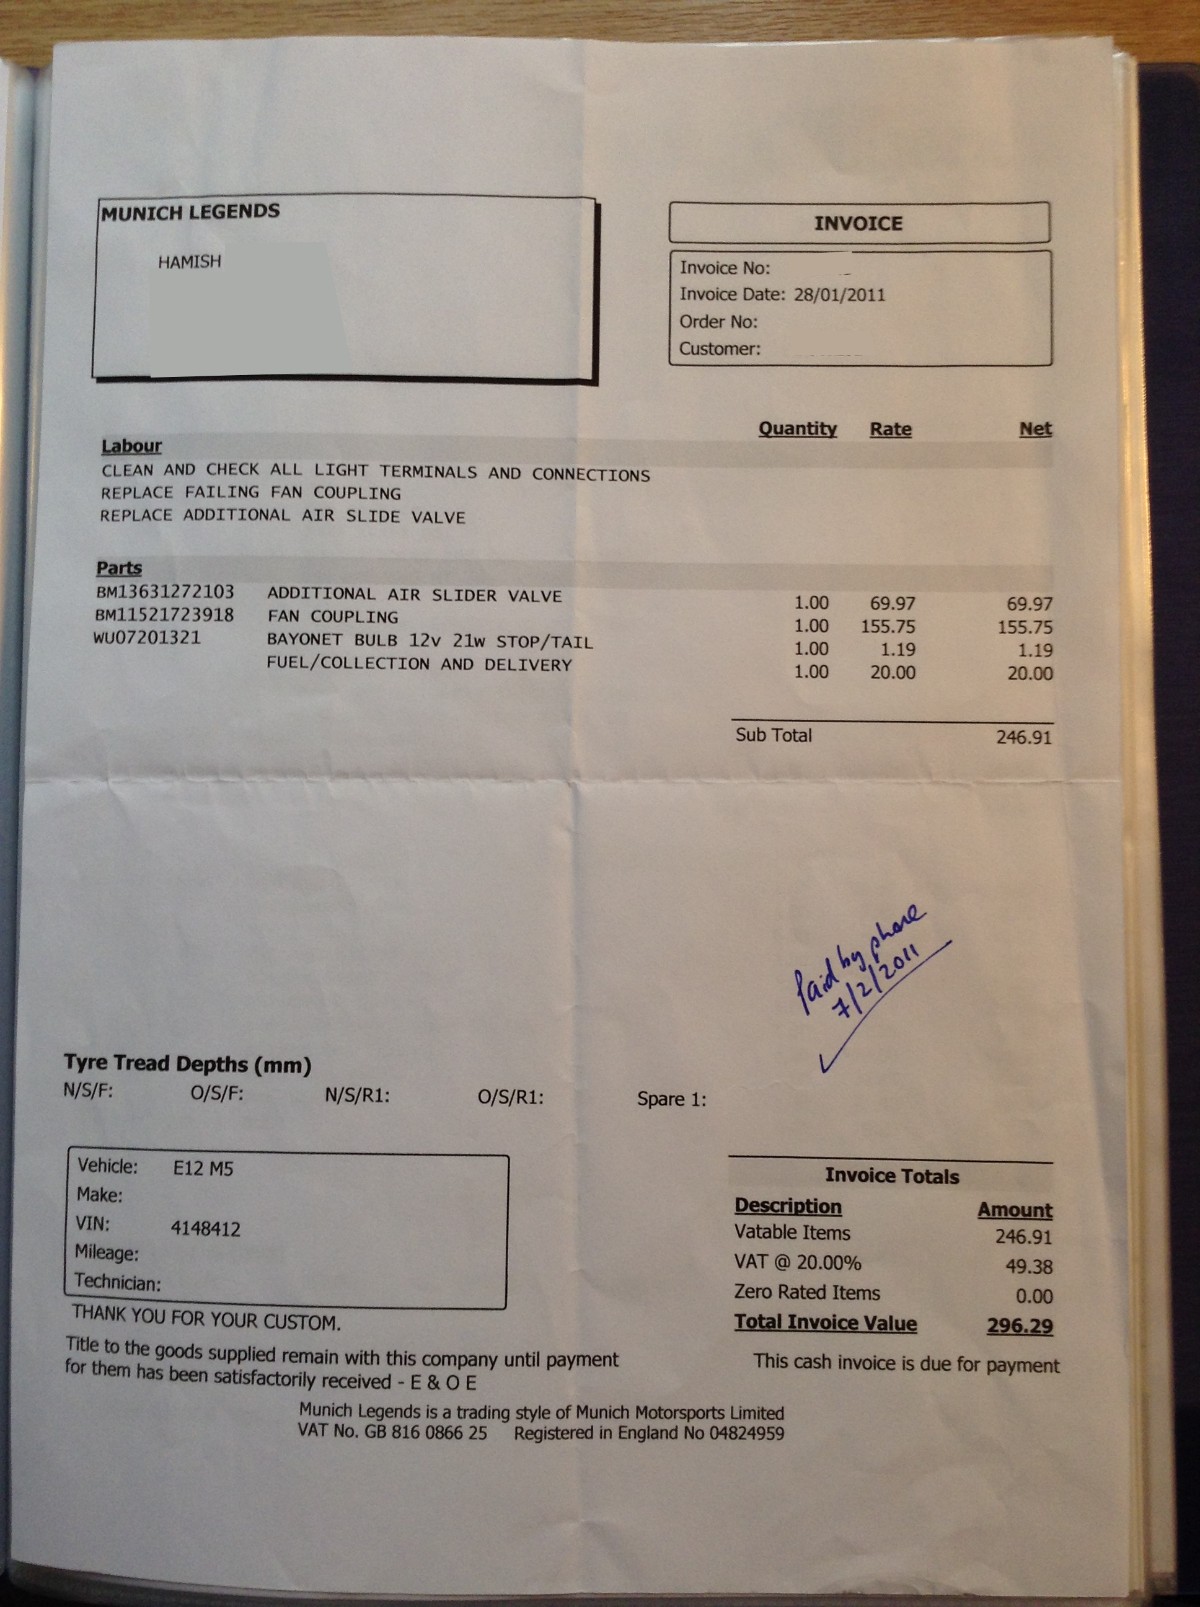 MUNICH LEGENDS
HAMISH
INVOICE
Invoice No:
Invoice Date: 28/01/2011
Order No:
Customer:
Quantity Rate Net
Labour
CLEAN AND CHECK ALL LIGHT TERMINALS AND CONNECTIONS
REPLACE FAILING FAN COUPLING
REPLACE ADDITIONAL AIR SLIDE VALVE
Parts
BM13631272103 ADDITIONAL AIR SLIDER VALVE 1.00 69.97 69.97
BM11521723918 FAN COUPLING 1.00 155.75 155.75
WU07201321 BAYONET BULB 12v 21w STOP/TAIL 1.00 1.19 1.19
FUEL/COLLECTION AND DELIVERY 1.00 20.00 20.00
Sub Total 246.91
Paid by phone
7/2/2011
Tyre Tread Depths (mm)
N/S/F: O/S/F: N/S/R1: O/S/R1: Spare 1:
Vehicle: E12 M5
Make:
VIN: 4148412
Mileage:
Technician:
Invoice Totals
Description Amount
Vatable Items 246.91
VAT @ 20.00% 49.38
Zero Rated Items 0.00
Total Invoice Value 296.29
THANK YOU FOR YOUR CUSTOM.
Title to the goods supplied remain with this company until payment
for them has been satisfactorily received - E & O E
This cash invoice is due for payment
Munich Legends is a trading style of Munich Motorsports Limited
VAT No. GB 816 0866 25 Registered in England No 04824959